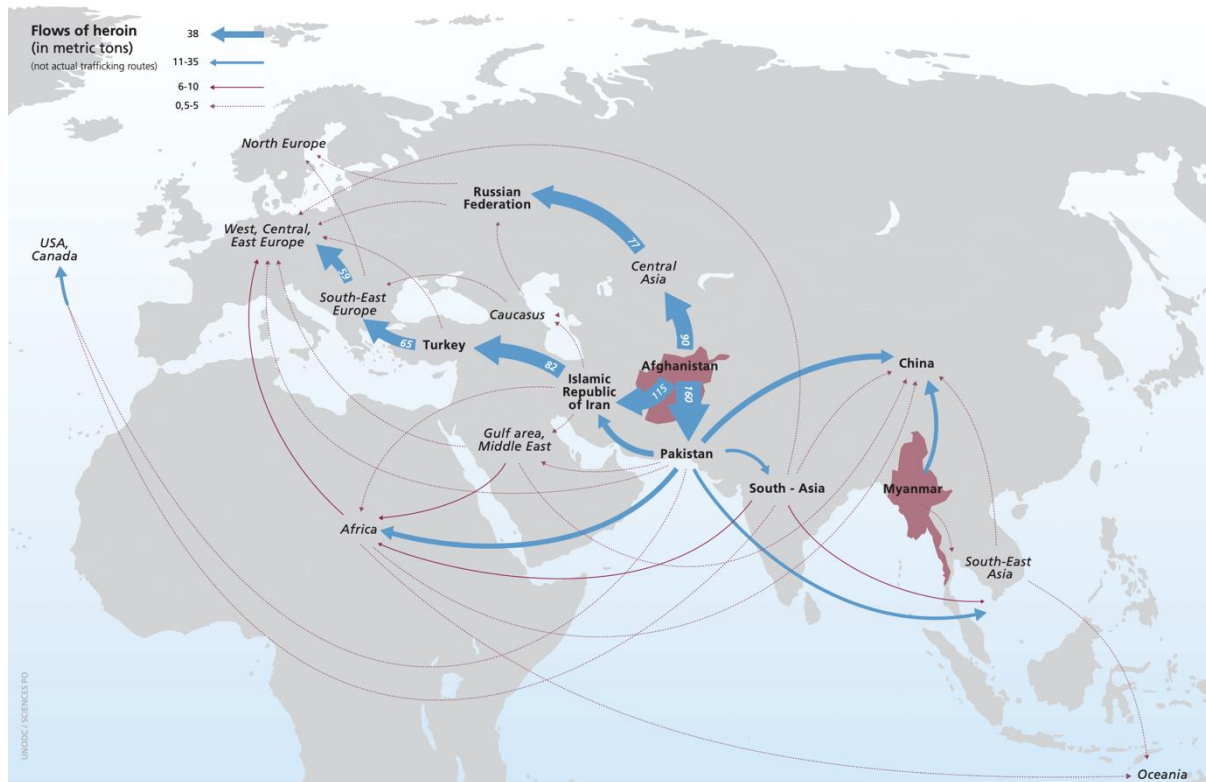 Flows of heroin
(in metric tons)
(not actual trafficking routes)
38
11-35
6-10
0,5-5
North Europe
Russian
Federation
West, Central,
East Europe
USA,
Canada
59
77
Central
Asia
South-East
Europe
Caucasus
65
Turkey
82
90
Afghanistan
115
160
Islamic
Republic
of Iran
China
Gulf area,
Middle East
Pakistan
South - Asia
Myanmar
Africa
South-East
Asia
Oceania
UNODC / SCIENCES PO